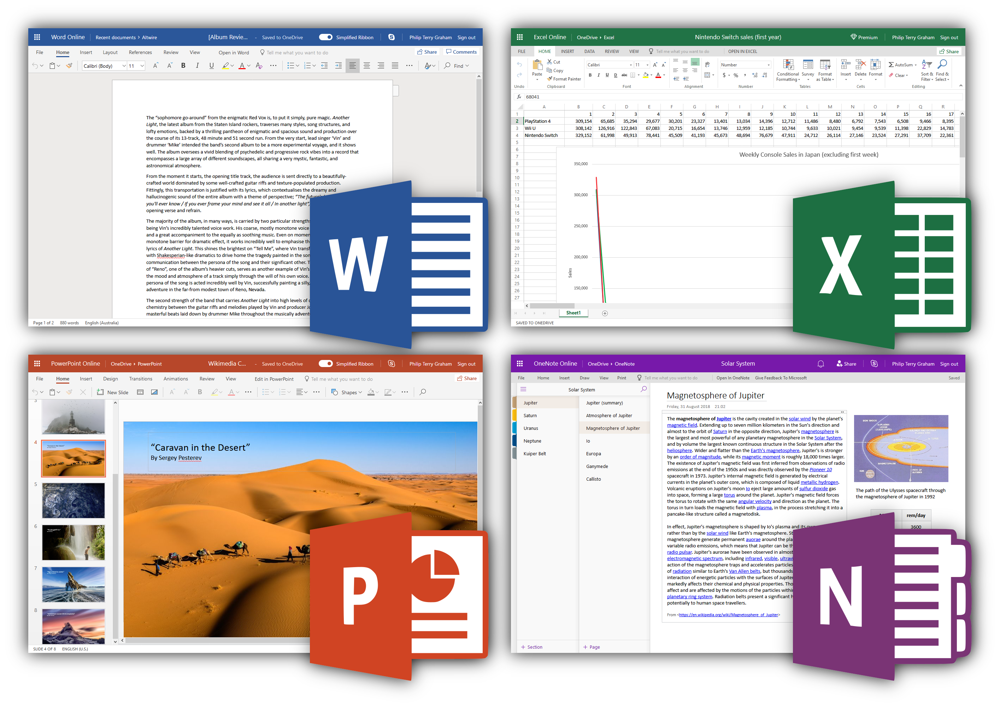 Word Online Recent documents > Altwire [Album Revie... - Saved to OneDrive Simplified Ribbon Philip Terry Graham Sign out
File Home Insert Layout References Review View Open in Word Tell me what you want to do Share Comments
Calibri (Body) 11 B I U A Find
The “sophomore go-around” from the enigmatic Red Vox is, to put it simply, pure magic. Another
Light, the latest album from the Staten Island rockers, traverses many styles, song structures, and
lofty emotions, backed by a thrilling pantheon of enigmatic and spacious sound and production over
the course of its 13-track, 48 minute and 51 second run. From the very start, lead singer ‘Vin’ and
drummer ‘Mike’ intended the band’s second album to be a more experimental voyage, and it shows
well. The album oversees a vivid blending of psychedelic and progressive rock vibes into a record that
encompasses a large array of different soundscapes, all sharing a very mystic, fantastic, and
astronomical atmosphere.
From the moment it starts, the opening title track, the audience is sent directly to a beautifully-
crafted world dominated by some well-crafted guitar riffs and texture-populated production.
Fittingly, this transportation is justified with its lyrics, which contextualises the dreamy and
hallucinogenic sound of the entire album with a theme of perspective; “The future's
you'll ever know / If you ever frame your mind and see it all / In another light”,
opening verse and refrain.
The majority of the album, in many ways, is carried by two particular strengths
being Vin’s incredibly talented voice work. His coarse, mostly monotone voice
and a great accompaniment to the equally as soothing music. Even on momen
monotone barrier for dramatic effect, it works incredibly well to emphasise th
lyrics of Another Light. This shines the brightest on “Tell Me”, where Vin transf
with Shakesperian-like dramatics to drive home the tragedy painted in the son
communication between the persona of the song and their significant other. T
of “Reno”, one of the album’s heavier cuts, serves as another example of Vin’s
the mood and atmosphere of a track simply through the will of his own voice.
persona of the song is acted incredibly well by Vin, successfully painting a silly,
adventure in the far-from modest town of Reno, Nevada.
The second strength of the band that carries Another Light into high levels of
chemistry between the guitar riffs and melodies played by Vin and producer Jo
masterful beats laid down by drummer Mike throughout the musically advent
Page 1 of 2 880 words English (Australia)
W
Excel Online OneDrive Excel Nintendo Switch sales (first year) Premium Philip Terry Graham Sign out
FILE HOME INSERT DATA REVIEW VIEW Tell me what you want to do OPEN IN EXCEL Share
Paste Cut Copy Format Painter Calibri 11 B I U D abc A Number $ % , Conditional Formatting Survey Format as Table Insert Delete Format AutoSum Clear Sort & Filter Find & Select
Undo Clipboard Font Alignment Number Tables Cells Editing
fx 68041
A B C D E F G H I J K L M N O P Q R
1 1 2 3 4 5 6 7 8 9 10 11 12 13 14 15 16 17
2 PlayStation 4 309,154 65,685 35,294 29,677 30,201 23,327 13,401 13,034 14,396 12,712 11,486 8,480 6,792 7,543 6,508 9,466 8,395
3 Wii U 308,142 126,916 122,843 67,083 20,715 16,654 13,746 12,959 12,185 10,744 9,633 10,021 9,454 9,539 11,398 22,829 14,783
4 Nintendo Switch 329,152 61,998 49,913 78,441 45,509 41,193 45,673 48,694 76,679 47,911 24,712 26,114 27,146 23,524 27,291 37,709 22,361
5
6
7 Weekly Console Sales in Japan (excluding first week)
8 350,000
9
10
11
12 300,000
13
14
15
16
17 250,000
18
19
20
21 200,000
22
23 Sales
24
25
26 150,000
27
Sheet1
SAVED TO ONEDRIVE
X
PowerPoint Online OneDrive PowerPoint Wikimedia C... - Saved to OneDrive Simplified Ribbon Philip Terry Graham Sign out
File Home Insert Design Transitions Animations Review View Edit in PowerPoint Tell me what you want to do Share
New Slide B A Shapes
3
4
5
6
7
8
“Caravan in the Desert”
By Sergey Pesterev
SLIDE 4 OF 8 ENGLISH (U.S.)
P
OneNote Online OneDrive OneNote Solar System Share Philip Terry Graham Sign out
File Home Insert Draw View Print Tell me what you want to do Open In OneNote Give Feedback To Microsoft Saved
Solar System
Jupiter
Saturn
Uranus
Neptune
Kuiper Belt
Jupiter (summary)
Atmosphere of Jupiter
Magnetosphere of Jupiter
Io
Europa
Ganymede
Callisto
+ Section
+ Page
Magnetosphere of Jupiter
Friday, 31 August 2018 21:02
The magnetosphere of Jupiter is the cavity created in the solar wind by the planet's
magnetic field. Extending up to seven million kilometers in the Sun's direction and
almost to the orbit of Saturn in the opposite direction, Jupiter's magnetosphere is
the largest and most powerful of any planetary magnetosphere in the Solar System,
and by volume the largest known continuous structure in the Solar System after the
heliosphere. Wider and flatter than the Earth's magnetosphere, Jupiter's is stronger
by an order of magnitude, while its magnetic moment is roughly 18,000 times larger.
The existence of Jupiter's magnetic field was first inferred from observations of radio
emissions at the end of the 1950s and was directly observed by the Pioneer 10
spacecraft in 1973. Jupiter's internal magnetic field is generated by electrical
currents in the planet's outer core, which is composed of liquid metallic hydrogen.
Volcanic eruptions on Jupiter's moon Io eject large amounts of sulfur dioxide gas
into space, forming a large torus around the planet. Jupiter's magnetic field forces
the torus to rotate with the same angular velocity and direction as the planet. The
torus in turn loads the magnetic field with plasma, in the process stretching it into a
pancake-like structure called a magnetodisk.
In effect, Jupiter's magnetosphere is shaped by Io's plasma and its own
rather than by the solar wind like Earth's magnetosphere. St
magnetosphere generate permanent auorae around the pla
variable radio emissions, which means that Jupiter can be th
radio pulsar. Jupiter's aurorae have been observed in almost
electromagnetic spectrum, including infrared, visible, ultravi
action of the magnetosphere traps and accelerates particles
of radiation similar to Earth's Van Allen belts, but thousands
interaction of energetic particles with the surfaces of Jupiter
markedly affects their chemical and physical properties. Tho
affect and are affected by the motions of the particles within
planetary ring system. Radiation belts present a significant h
potentially to human space travellers.
From <https://en.wikipedia.org/wiki/Magnetosphere_of_Jupiter>
BOW SHOCK
Io-PLASMA
LEDGE
MAGNETOPAUSE
SUN
PATH OF
ULYSSES
The path of the Ulysses spacecraft through
the magnetosphere of Jupiter in 1992
rem/day
3600
N